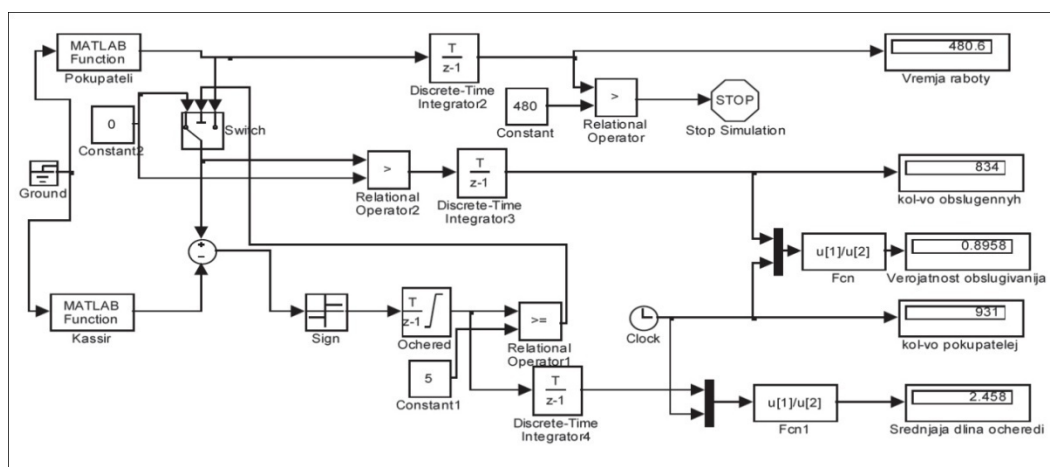 MATLAB
Function
Pokupateli
T
z-1
Discrete-Time
Integrator2
480.6
Vremja raboty
480
Constant
>
Relational
Operator
STOP
Stop Simulation
0
Constant2
Switch
Ground
>
Relational
Operator2
T
z-1
Discrete-Time
Integrator3
834
kol-vo obslugennyh
+
-
u[1]/u[2]
Fcn
0.8958
Verojatnost obslugivanija
MATLAB
Function
Kassir
Sign
T
z-1
Ochered
>=
Relational
Operator1
Clock
931
kol-vo pokupatelej
5
Constant1
T
z-1
Discrete-Time
Integrator4
u[1]/u[2]
Fcn1
2.458
Srednjaja dlina ocheredi